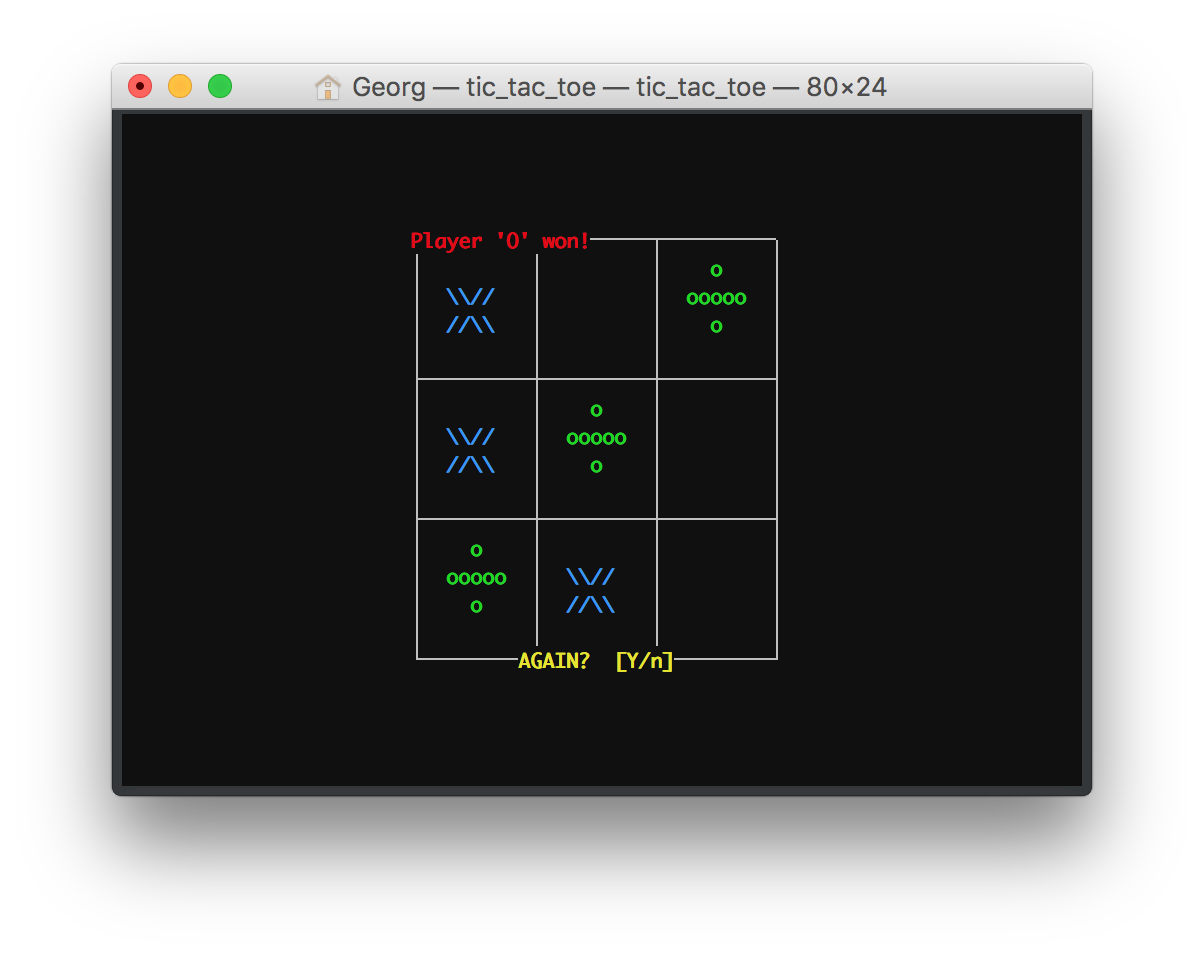 Georg — tic_tac_toe — tic_tac_toe — 80×24
Player 'O' won!
o
\\// ooooo
//\\ o
o
\\// ooooo
//\\ o
o
ooooo \\//
o //\\
AGAIN? [Y/n]